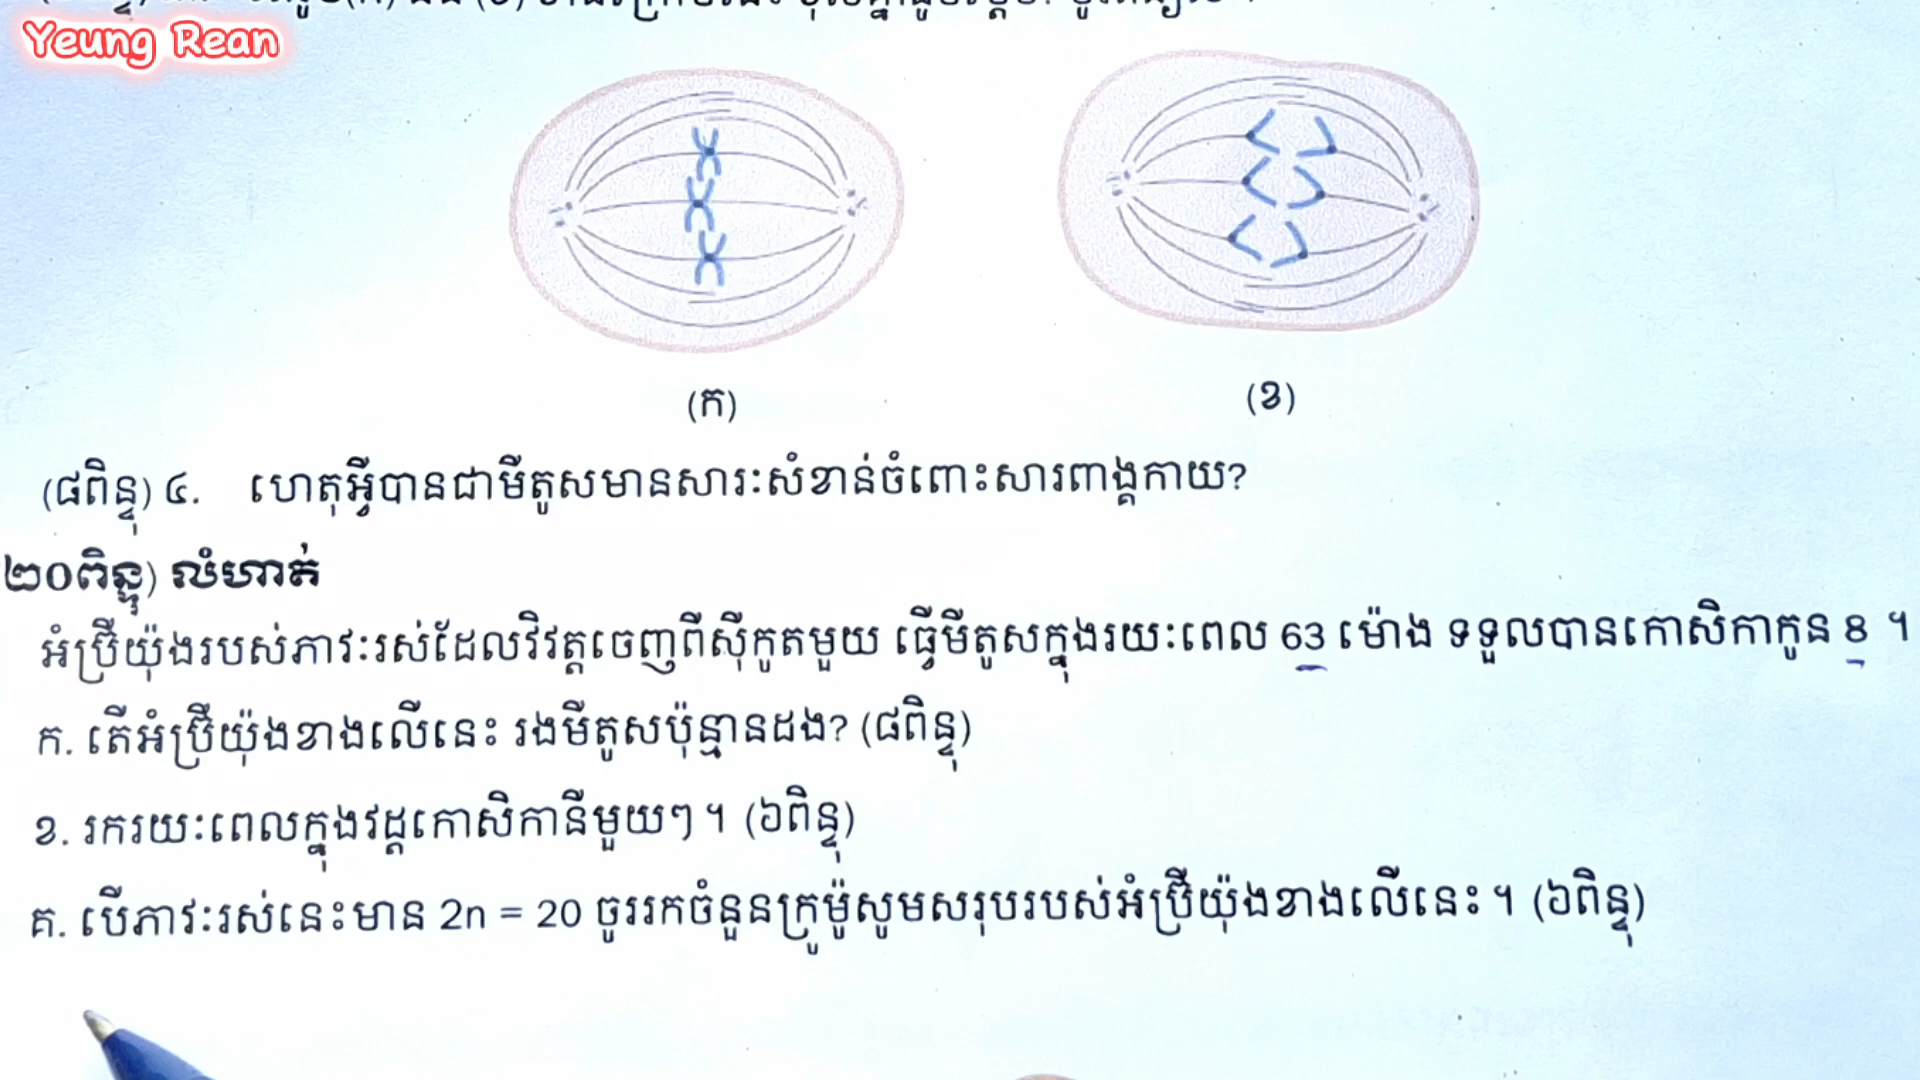 Yeung Rean
(ក)
(ខ)
(៨ពិន្ទុ) ៤. ហេតុអ្វីបានជាមីតូសមានសារៈសំខាន់ចំពោះសារពាង្គកាយ?
២០ពិន្ទុ) លំហាត់
អំប្រ៊ីយ៉ុងរបស់ភាវៈរស់ដែលវិវត្តចេញពីស៊ីកូតមួយ ធ្វើមីតូសក្នុងរយៈពេល 63 ម៉ោង ទទួលបានកោសិកាកូន 8 ។
ក. តើអំប្រ៊ីយ៉ុងខាងលើនេះ រងមីតូសប៉ុន្មានដង? (៨ពិន្ទុ)
ខ. រករយៈពេលក្នុងវដ្តកោសិកានីមួយៗ ។ (៦ពិន្ទុ)
គ. បើភាវៈរស់នេះមាន 2n = 20 ចូររកចំនួនក្រូម៉ូសូមសរុបរបស់អំប្រ៊ីយ៉ុងខាងលើនេះ ។ (៦ពិន្ទុ)